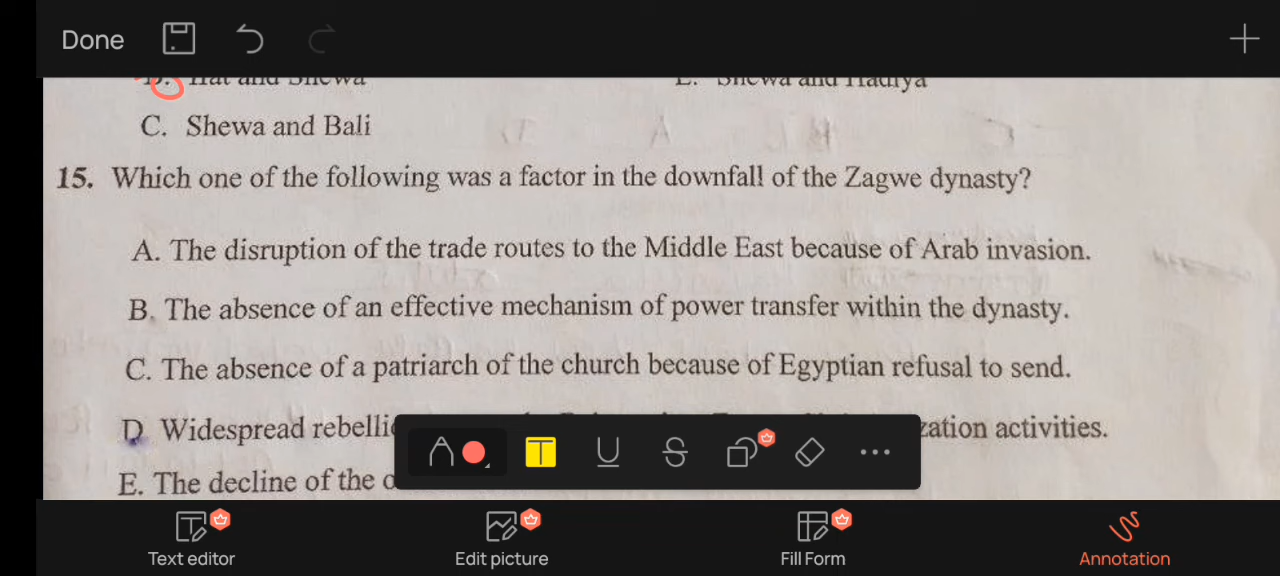 Done
C. Shewa and Bali
15. Which one of the following was a factor in the downfall of the Zagwe dynasty?
A. The disruption of the trade routes to the Middle East because of Arab invasion.
B. The absence of an effective mechanism of power transfer within the dynasty.
C. The absence of a patriarch of the church because of Egyptian refusal to send.
D. Widespread activities.
E. The decline of the
Text editor
Edit picture
Fill Form
Annotation